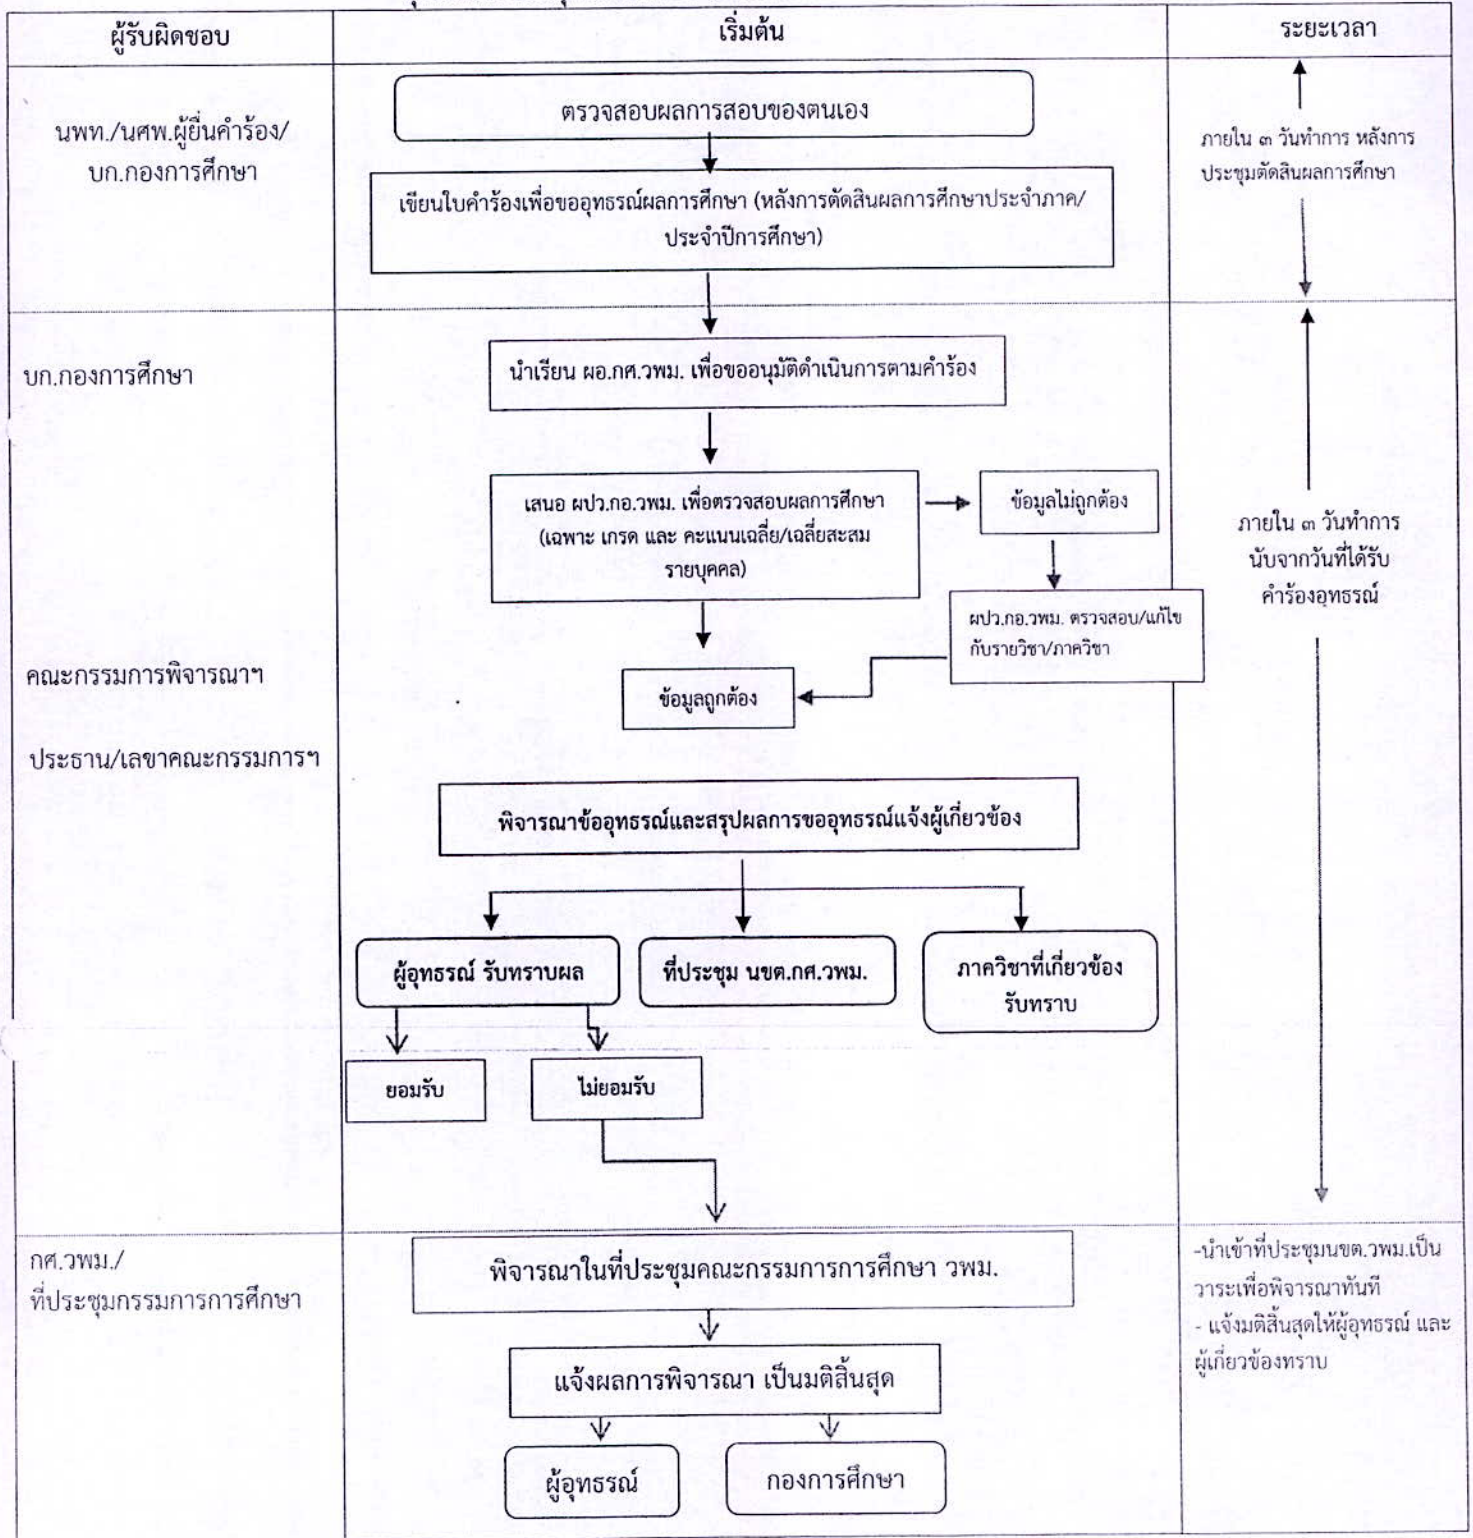 ผู้รับผิดชอบ
เริ่มต้น
ระยะเวลา
นพท./นศพ.ผู้ยื่นคำร้อง/
บก.กองการศึกษา
ตรวจสอบผลการสอบของตนเอง
เขียนใบคำร้องเพื่อขออุทธรณ์ผลการศึกษา (หลังการตัดสินผลการศึกษาประจำภาค/
ประจำปีการศึกษา)
ภายใน ๓ วันทำการ หลังการ
ประชุมตัดสินผลการศึกษา
บก.กองการศึกษา
นำเรียน ผอ.กศ.วพม. เพื่อขออนุมัติดำเนินการตามคำร้อง
เสนอ ผปว.กอ.วพม. เพื่อตรวจสอบผลการศึกษา
(เฉพาะ เกรด และ คะแนนเฉลี่ย/เฉลี่ยสะสม
รายบุคคล)
ข้อมูลไม่ถูกต้อง
ผปว.กอ.วพม. ตรวจสอบ/แก้ไข
กับรายวิชา/ภาควิชา
ข้อมูลถูกต้อง
ภายใน ๓ วันทำการ
นับจากวันที่ได้รับ
คำร้องอุทธรณ์
คณะกรรมการพิจารณาฯ
ประธาน/เลขาคณะกรรมการฯ
พิจารณาข้ออุทธรณ์และสรุปผลการขออุทธรณ์แจ้งผู้เกี่ยวข้อง
ผู้อุทธรณ์ รับทราบผล
ที่ประชุม นขต.กศ.วพม.
ภาควิชาที่เกี่ยวข้อง
รับทราบ
ยอมรับ
ไม่ยอมรับ
กศ.วพม./
ที่ประชุมกรรมการการศึกษา
พิจารณาในที่ประชุมคณะกรรมการการศึกษา วพม.
แจ้งผลการพิจารณา เป็นมติสิ้นสุด
ผู้อุทธรณ์
กองการศึกษา
-นำเข้าที่ประชุมนขต.วพม.เป็น
วาระเพื่อพิจารณาทันที
- แจ้งมติสิ้นสุดให้ผู้อุทธรณ์ และ
ผู้เกี่ยวข้องทราบ